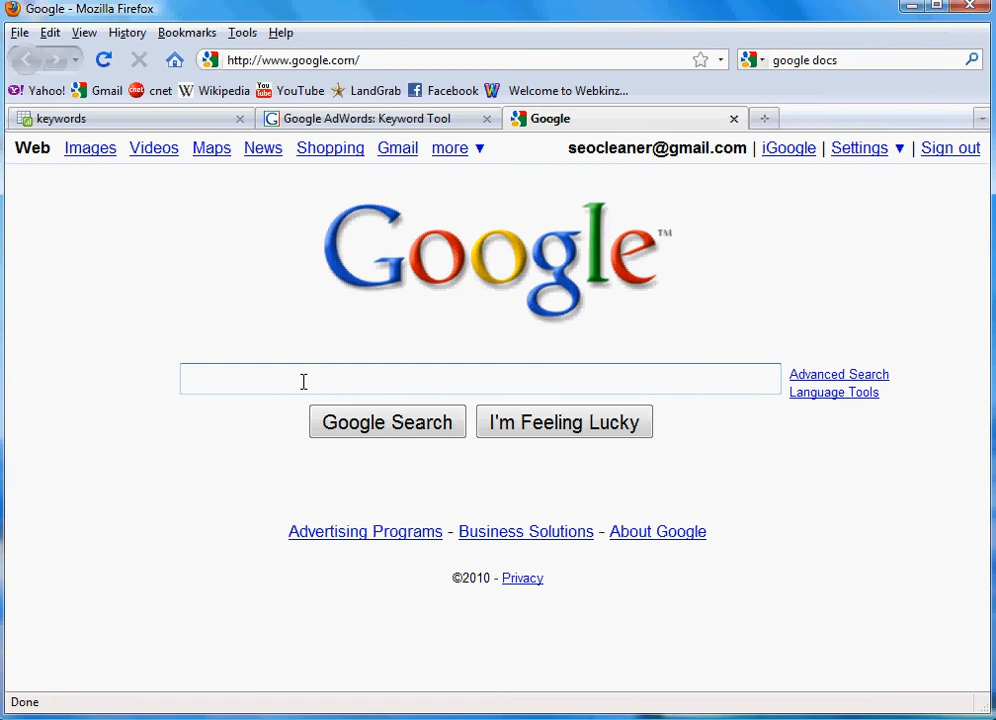 Google - Mozilla Firefox
File Edit View History Bookmarks Tools Help
http://www.google.com/ google docs
Yahoo! Gmail cnet Wikipedia YouTube LandGrab Facebook Welcome to Webkinz...
keywords Google AdWords: Keyword Tool Google
Web Images Videos Maps News Shopping Gmail more ▼ seocleaner@gmail.com | iGoogle | Settings ▼ | Sign out
Google™
Advanced Search
Language Tools
Google Search I'm Feeling Lucky
Advertising Programs - Business Solutions - About Google
©2010 - Privacy
Done